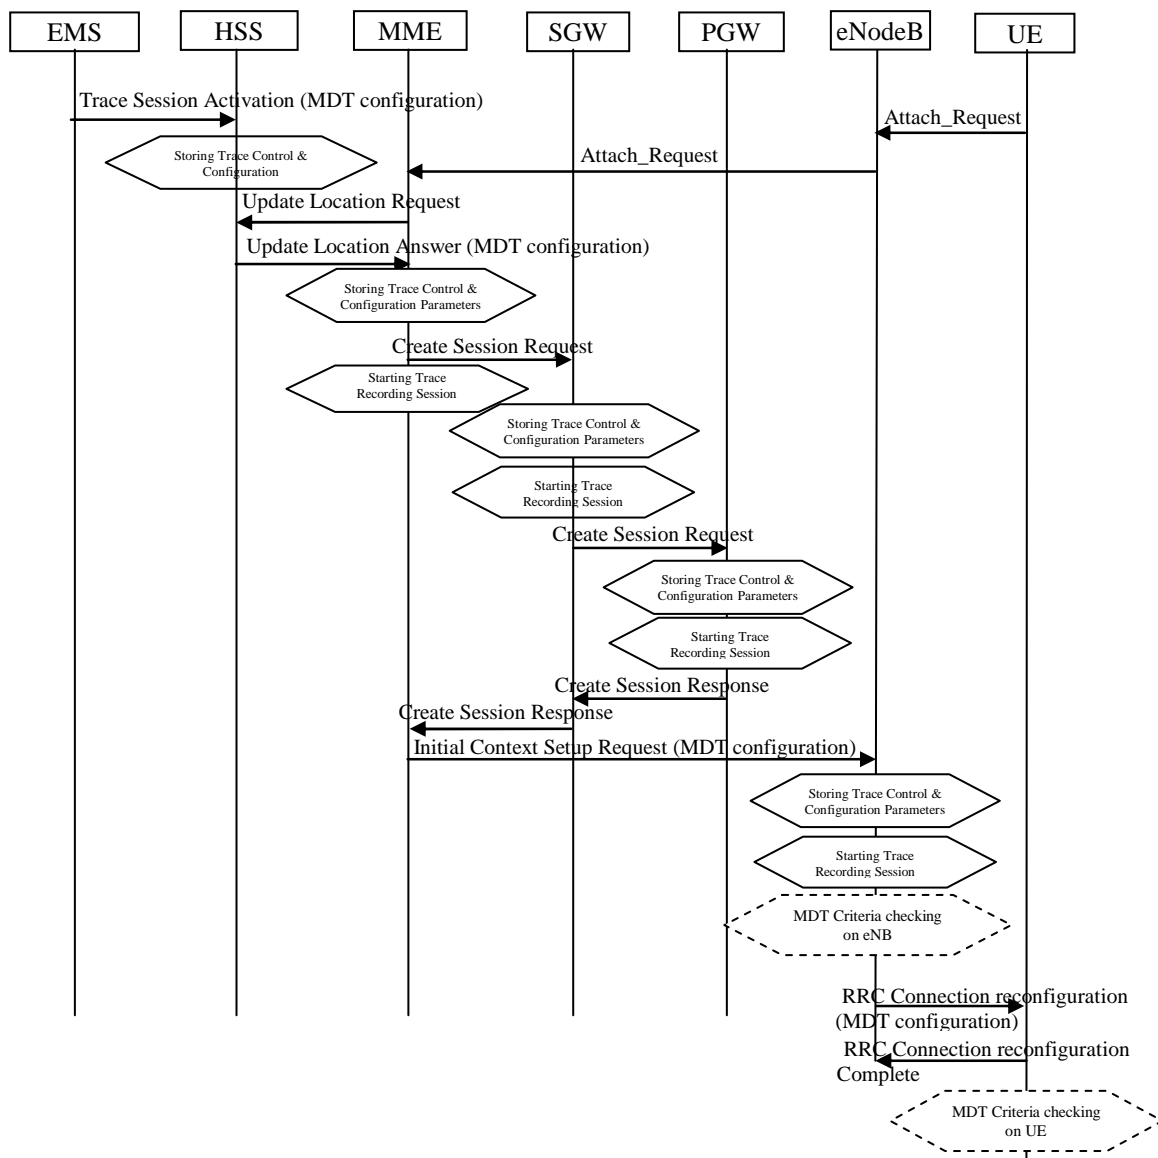 EMS
HSS
MME
SGW
PGW
eNodeB
UE
Trace Session Activation (MDT configuration)
Attach_Request
Storing Trace Control &
Configuration
Attach_Request
Update Location Request
Update Location Answer (MDT configuration)
Storing Trace Control &
Configuration Parameters
Create Session Request
Starting Trace
Recording Session
Storing Trace Control &
Configuration Parameters
Starting Trace
Recording Session
Create Session Request
Storing Trace Control &
Configuration Parameters
Starting Trace
Recording Session
Create Session Response
Create Session Response
Initial Context Setup Request (MDT configuration)
Storing Trace Control &
Configuration Parameters
Starting Trace
Recording Session
MDT Criteria checking
on eNB
RRC Connection reconfiguration
(MDT configuration)
RRC Connection reconfiguration
Complete
MDT Criteria checking
on UE